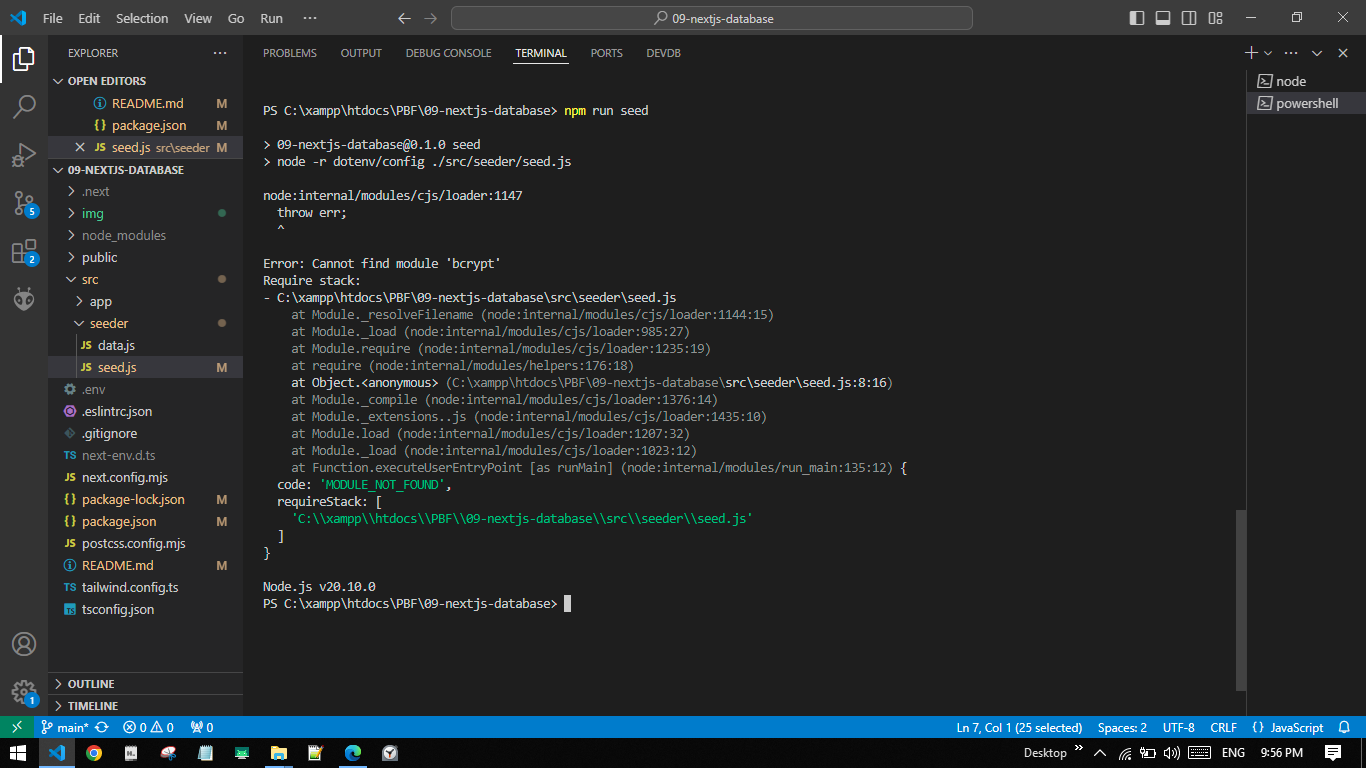 File Edit Selection View Go Run ··· 09-nextjs-database
EXPLORER ···
OPEN EDITORS
README.md M
package.json M
JS seed.js src\seeder M
09-NEXTJS-DATABASE
.next
img
node_modules
public
src
app
seeder
JS data.js
JS seed.js M
.env
.eslintrc.json
.gitignore
TS next-env.d.ts
JS next.config.mjs
{} package-lock.json M
{} package.json M
JS postcss.config.mjs
README.md M
TS tailwind.config.ts
TS tsconfig.json
OUTLINE
TIMELINE
5
2
1
PROBLEMS OUTPUT DEBUG CONSOLE TERMINAL PORTS DEVDB
PS C:\xampp\htdocs\PBF\09-nextjs-database> npm run seed
> 09-nextjs-database@0.1.0 seed
> node -r dotenv/config ./src/seeder/seed.js
node:internal/modules/cjs/loader:1147
throw err;
^
Error: Cannot find module 'bcrypt'
Require stack:
- C:\xampp\htdocs\PBF\09-nextjs-database\src\seeder\seed.js
at Module._resolveFilename (node:internal/modules/cjs/loader:1144:15)
at Module._load (node:internal/modules/cjs/loader:985:27)
at Module.require (node:internal/modules/cjs/loader:1235:19)
at require (node:internal/modules/helpers:176:18)
at Object.<anonymous> (C:\xampp\htdocs\PBF\09-nextjs-database\src\seeder\seed.js:8:16)
at Module._compile (node:internal/modules/cjs/loader:1376:14)
at Module._extensions..js (node:internal/modules/cjs/loader:1435:10)
at Module.load (node:internal/modules/cjs/loader:1207:32)
at Module._load (node:internal/modules/cjs/loader:1023:12)
at Function.executeUserEntryPoint [as runMain] (node:internal/modules/run_main:135:12) {
code: 'MODULE_NOT_FOUND',
requireStack: [
'C:\\xampp\\htdocs\\PBF\\09-nextjs-database\\src\\seeder\\seed.js'
]
}
Node.js v20.10.0
PS C:\xampp\htdocs\PBF\09-nextjs-database>
node
powershell
main* 0 0 0 Ln 7, Col 1 (25 selected) Spaces: 2 UTF-8 CRLF {} JavaScript
Desktop » ENG 9:56 PM